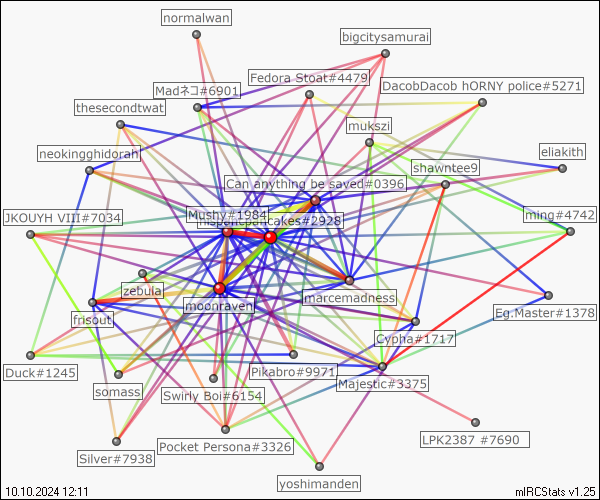 normalwan
bigcitysamurai
Fedora Stoat#4479
DacobDacob hORNY police#5271
Madネコ#6901
thesecondtwat
mukszi
neokingghidorah
eliakith
shawntee9
Can anything be saved#0396
JKOUYH VIII#7034
Mushy#1984
cakes#2928
ming#4742
zebula
marcemadness
moonraven
frisout
Eg.Master#1378
Cypha#1717
Duck#1245
Pikabro#9971
Majestic#3375
somass
Swirly Boi#6154
LPK2387 #7690
Silver#7938
Pocket Persona#3326
yoshimanden
10.10.2024 12:11
mIRCStats v1.25